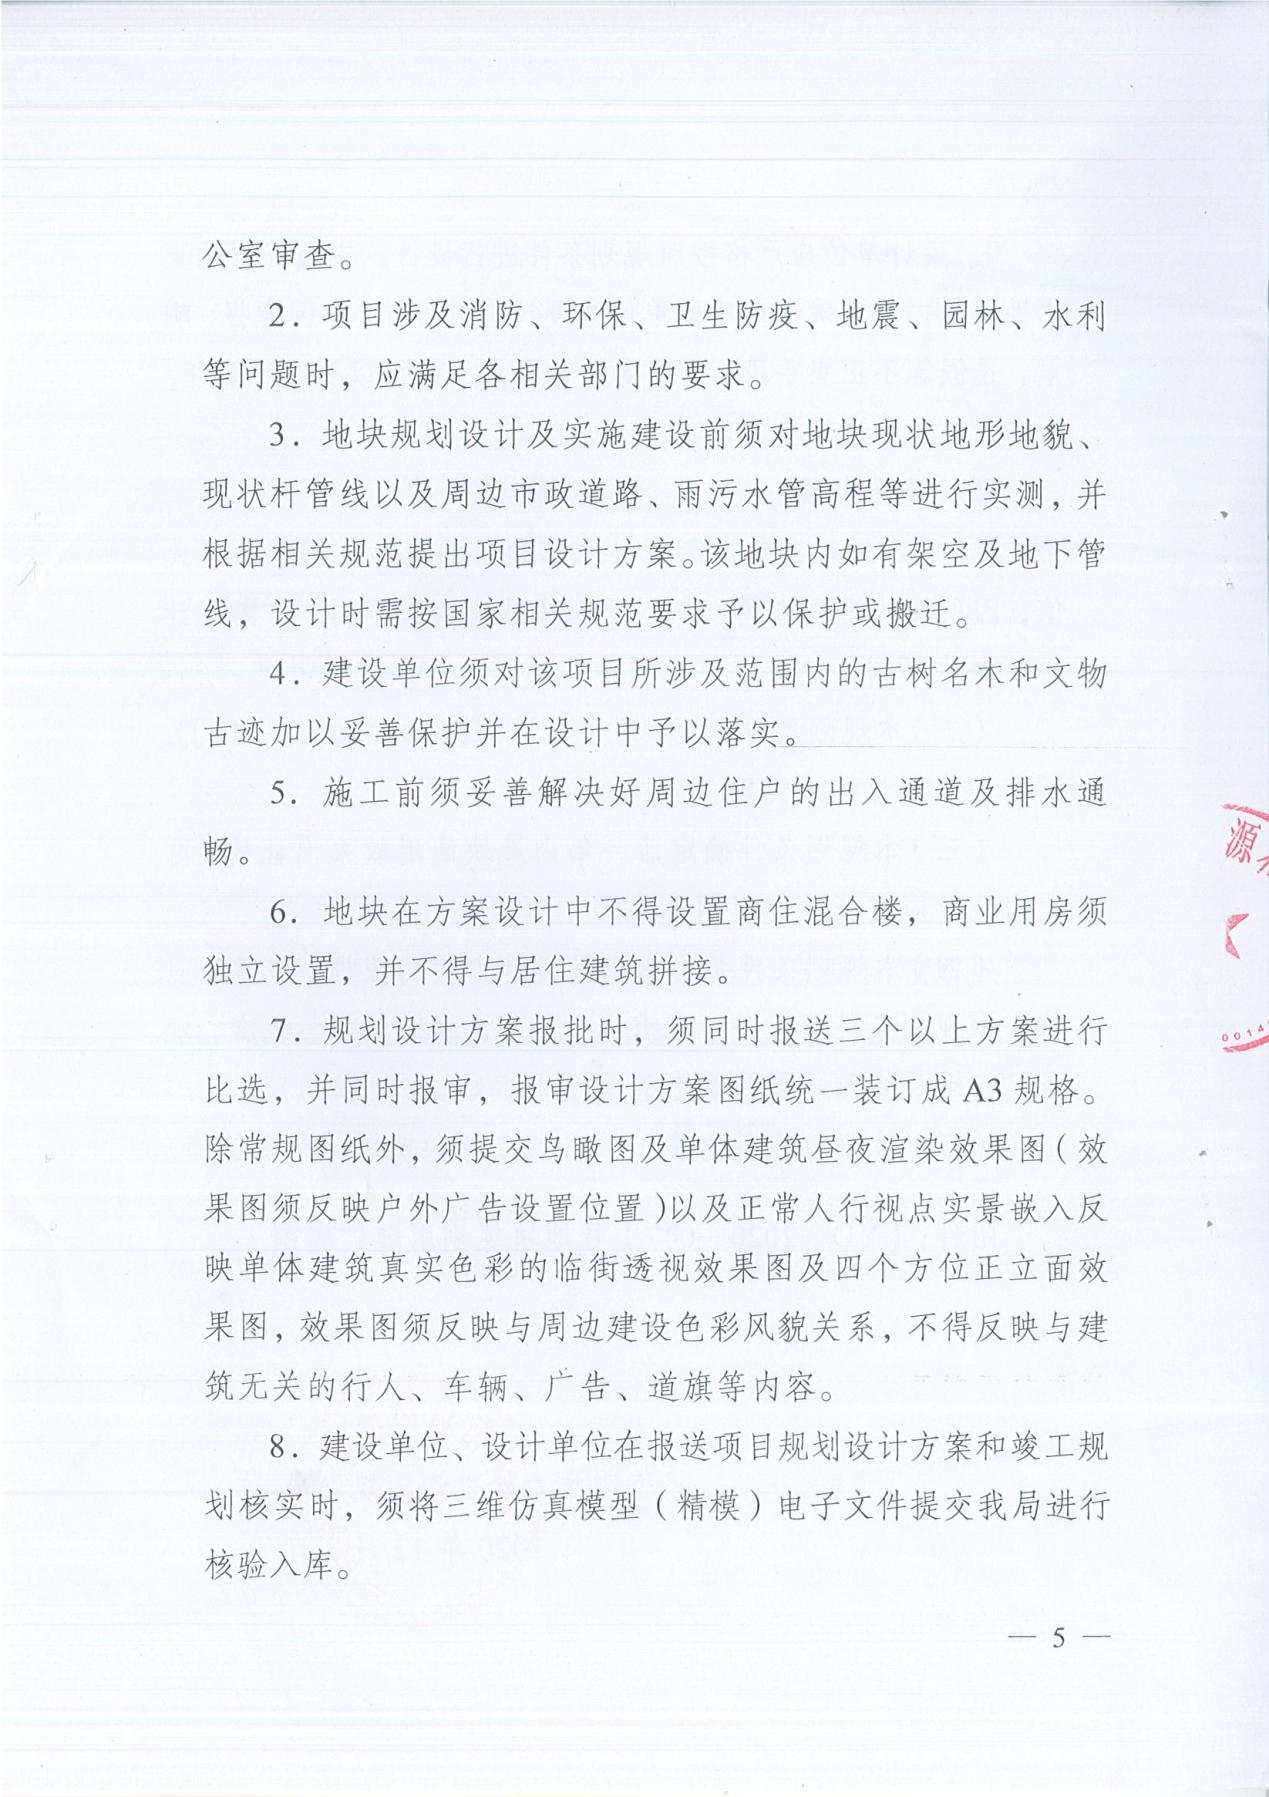 公室审查。
2．项目涉及消防、环保、卫生防疫、地震、园林、水利
等问题时，应满足各相关部门的要求。
3．地块规划设计及实施建设前须对地块现状地形地貌、
现状杆管线以及周边市政道路、雨污水管高程等进行实测，并
根据相关规范提出项目设计方案。该地块内如有架空及地下管
线，设计时需按国家相关规范要求予以保护或搬迁。
4．建设单位须对该项目所涉及范围内的古树名木和文物
古迹加以妥善保护并在设计中予以落实。
5．施工前须妥善解决好周边住户的出入通道及排水通
畅。
6．地块在方案设计中不得设置商住混合楼，商业用房须
独立设置，并不得与居住建筑拼接。
7．规划设计方案报批时，须同时报送三个以上方案进行
比选，并同时报审，报审设计方案图纸统一装订成 A3 规格。
除常规图纸外，须提交鸟瞰图及单体建筑昼夜渲染效果图（效
果图须反映户外广告设置位置）以及正常人行视点实景嵌入反
映单体建筑真实色彩的临街透视效果图及四个方位正立面效
果图，效果图须反映与周边建设色彩风貌关系，不得反映与建
筑无关的行人、车辆、广告、道旗等内容。
8．建设单位、设计单位在报送项目规划设计方案和竣工规
划核实时，须将三维仿真模型（精模）电子文件提交我局进行
核验入库。
— 5 —
源
0014